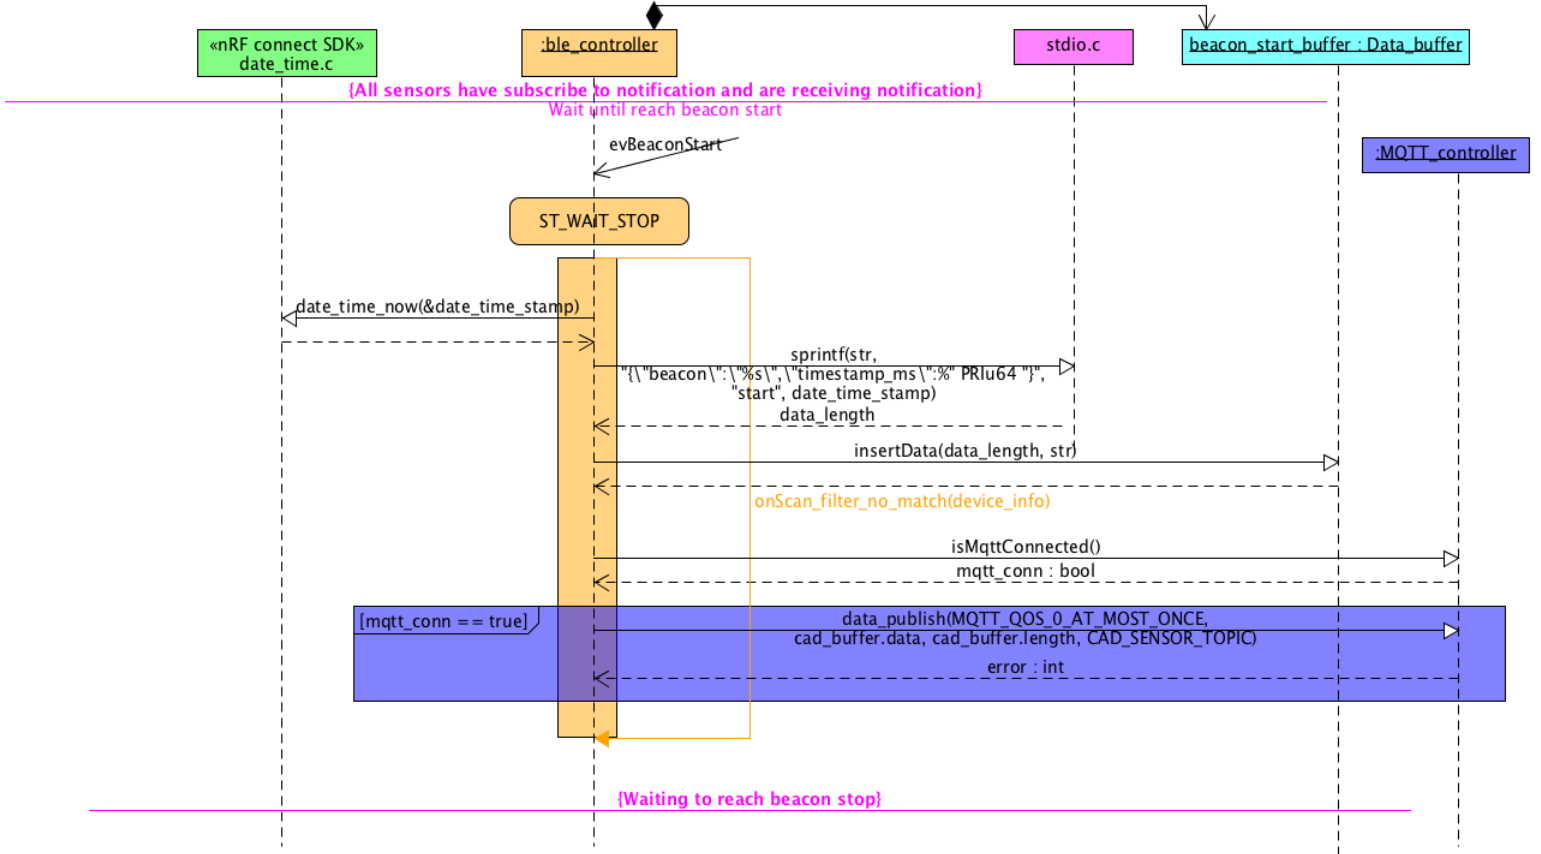 «nRF connect SDK»
date_time.c
:ble_controller
stdio.c
beacon_start_buffer : Data_buffer
{All sensors have subscribe to notification and are receiving notification}
Wait until reach beacon start
evBeaconStart
:MQTT_controller
ST_WAIT_STOP
date_time_now(&date_time_stamp)
sprintf(str,
"{\"beacon\":\"%s\",\"timestamp_ms\":%" PRIu64 "}",
"start", date_time_stamp)
data_length
insertData(data_length, str)
onScan_filter_no_match(device_info)
isMqttConnected()
mqtt_conn : bool
[mqtt_conn == true]
data_publish(MQTT_QOS_0_AT_MOST_ONCE,
cad_buffer.data, cad_buffer.length, CAD_SENSOR_TOPIC)
error : int
{Waiting to reach beacon stop}